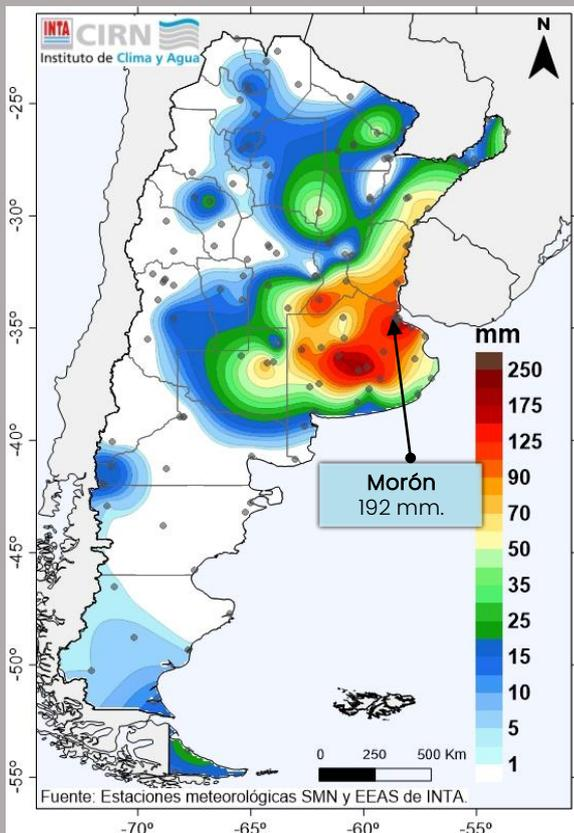 INTA CIRN
Instituto de Clima y Agua
N
-25°
-30°
-35°
-40°
-45°
-50°
-55°
mm
250
175
125
90
70
50
35
25
15
10
5
1
Morón
192 mm.
0 250 500 Km
Fuente: Estaciones meteorológicas SMN y EEAS de INTA.
-70° -65° -60° -55°